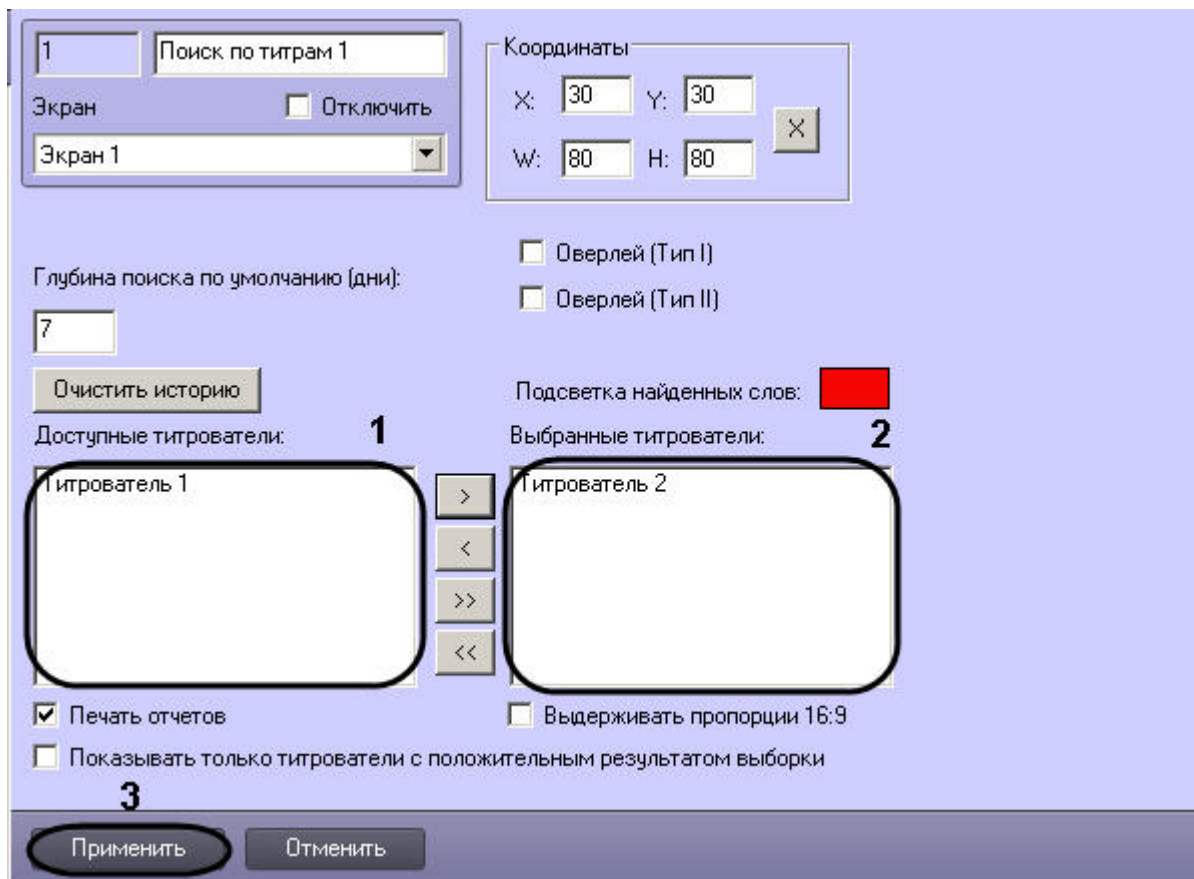 1 Поиск по титрам 1
Экран Отключить
Экран 1
Координаты
X: 30 Y: 30
X
W: 80 H: 80
Оверлей (Тип I)
Оверлей (Тип II)
Глубина поиска по умолчанию (дни):
7
Очистить историю
Подсветка найденных слов:
Доступные титрователи: 1
Выбранные титрователи: 2
Титрователь 1
Титрователь 2
>
<
>>
<<
Печать отчетов
Выдерживать пропорции 16:9
Показывать только титрователи с положительным результатом выборки
3
Применить Отменить